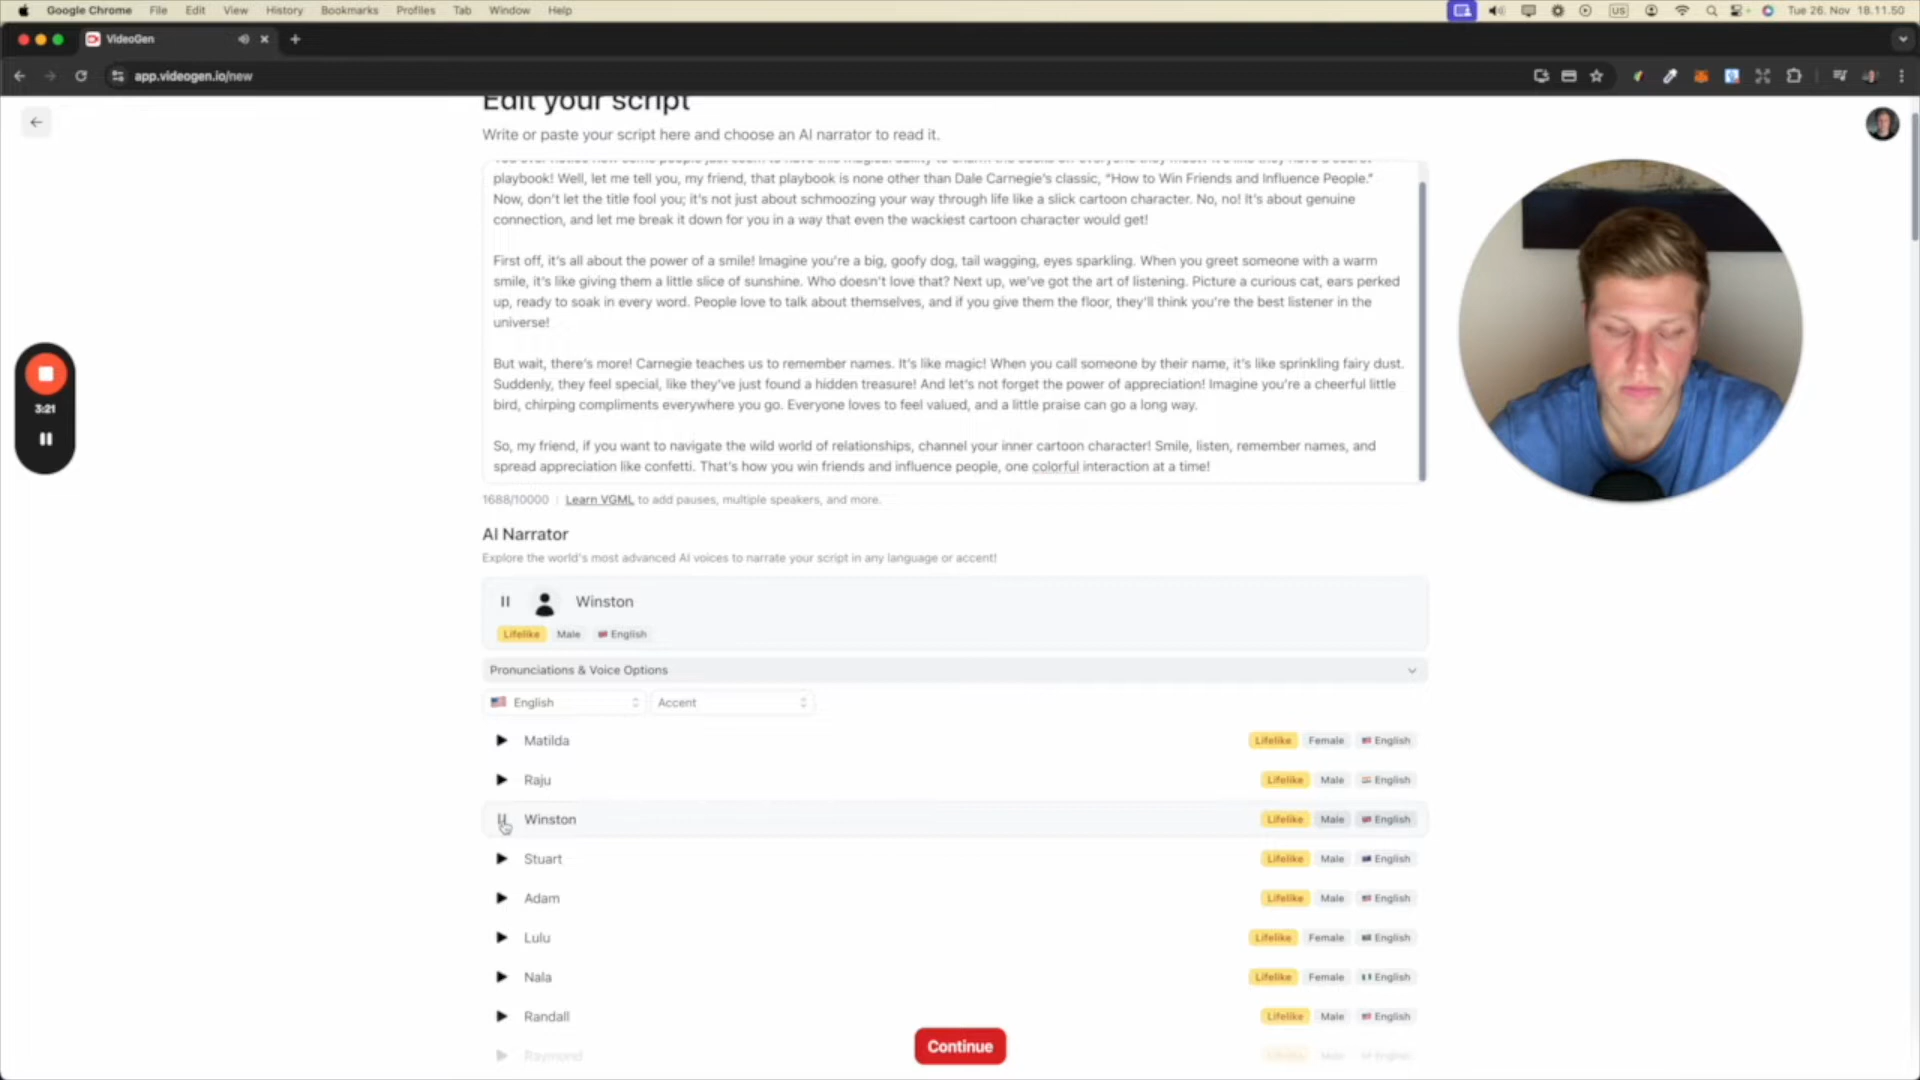 Google Chrome File Edit View History Bookmarks Profiles Tab Window Help US Tue 26. Nov 18.11.50
VideoGen
app.videogen.io/new
Edit your script
Write or paste your script here and choose an AI narrator to read it.
playbook! Well, let me tell you, my friend, that playbook is none other than Dale Carnegie's classic, “How to Win Friends and Influence People.”
Now, don't let the title fool you; it's not just about schmoozing your way through life like a slick cartoon character. No, no! It's about genuine
connection, and let me break it down for you in a way that even the wackiest cartoon character would get!
First off, it's all about the power of a smile! Imagine you're a big, goofy dog, tail wagging, eyes sparkling. When you greet someone with a warm
smile, it's like giving them a little slice of sunshine. Who doesn't love that? Next up, we've got the art of listening. Picture a curious cat, ears perked
up, ready to soak in every word. People love to talk about themselves, and if you give them the floor, they'll think you're the best listener in the
universe!
But wait, there's more! Carnegie teaches us to remember names. It's like magic! When you call someone by their name, it's like sprinkling fairy dust.
Suddenly, they feel special, like they've just found a hidden treasure! And let's not forget the power of appreciation! Imagine you're a cheerful little
bird, chirping compliments everywhere you go. Everyone loves to feel valued, and a little praise can go a long way.
So, my friend, if you want to navigate the wild world of relationships, channel your inner cartoon character! Smile, listen, remember names, and
spread appreciation like confetti. That's how you win friends and influence people, one colorful interaction at a time!
1688/10000 | Learn VGML to add pauses, multiple speakers, and more.
3:21
AI Narrator
Explore the world's most advanced AI voices to narrate your script in any language or accent!
Winston
Lifelike Male English
Pronunciations & Voice Options
English Accent
Matilda Lifelike Female English
Raju Lifelike Male English
Winston Lifelike Male English
Stuart Lifelike Male English
Adam Lifelike Male English
Lulu Lifelike Female English
Nala Lifelike Female English
Randall Lifelike Male English
Raymond Lifelike Male English
Continue